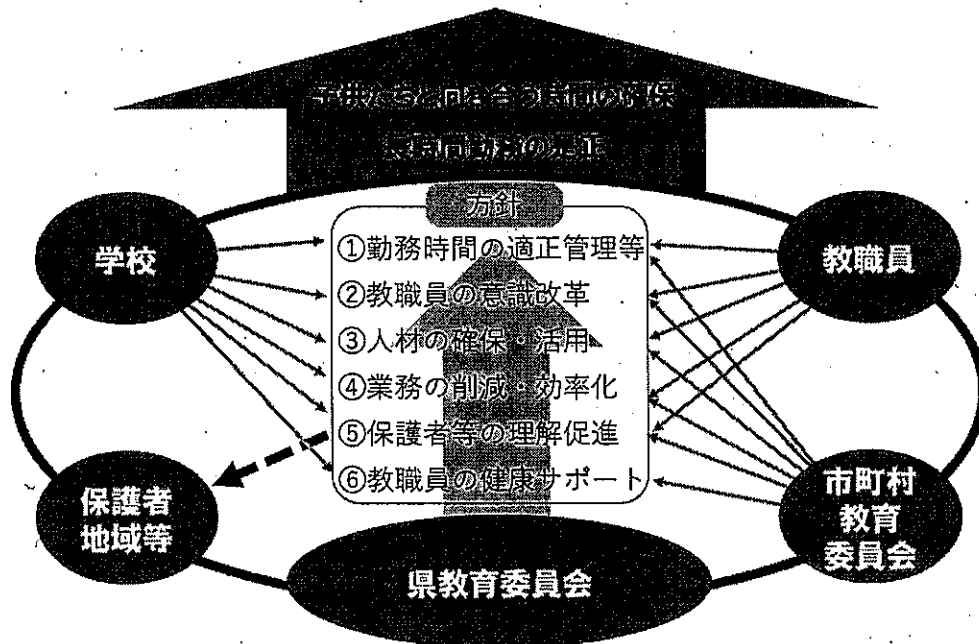 子供たちと向き合う時間の確保
長時間勤務の是正
方針
学校
教職員
①勤務時間の適正管理等
②教職員の意識改革
③人材の確保・活用
④業務の削減・効率化
⑤保護者等の理解促進
⑥教職員の健康サポート
保護者
地域等
市町村
教育
委員会
県教育委員会